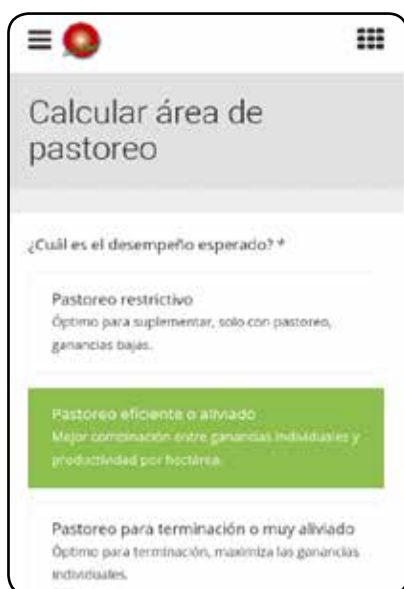 Calcular área de
pastoreo
¿Cuál es el desempeño esperado? *
Pastoreo restrictivo
Óptimo para suplementar, solo con pastoreo,
ganancias bajas.
Pastoreo eficiente o aliviado
Mejor combinación entre ganancias individuales y
productividad por hectárea.
Pastoreo para terminación o muy aliviado
Óptimo para terminación, maximiza las ganancias
individuales.